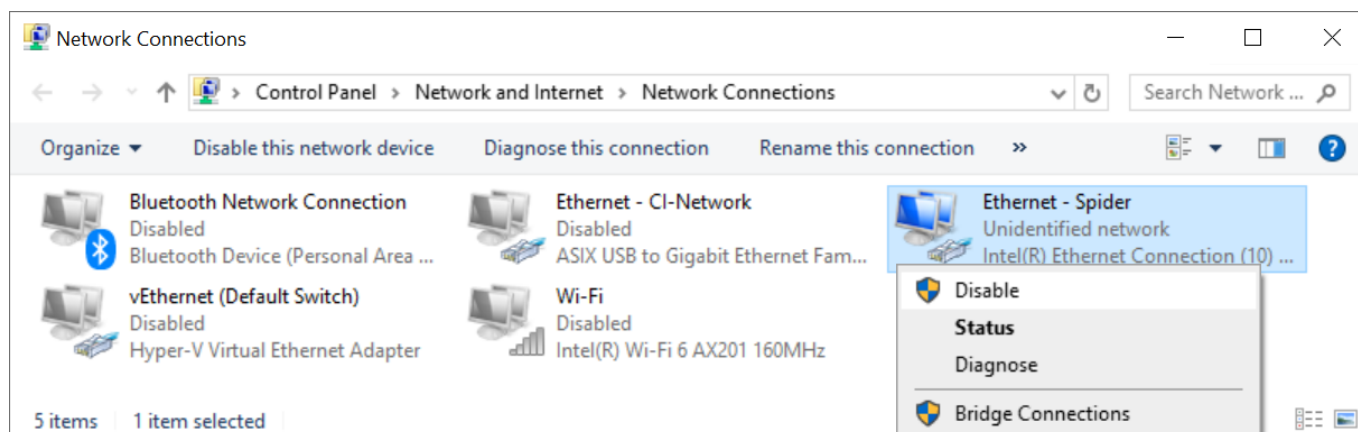 Network Connections
Control Panel > Network and Internet > Network Connections
Search Network ...
Organize
Disable this network device
Diagnose this connection
Rename this connection
»
Bluetooth Network Connection
Disabled
Bluetooth Device (Personal Area ...
Ethernet - CI-Network
Disabled
ASIX USB to Gigabit Ethernet Fam...
Ethernet - Spider
Unidentified network
Intel(R) Ethernet Connection (10) ...
vEthernet (Default Switch)
Disabled
Hyper-V Virtual Ethernet Adapter
Wi-Fi
Disabled
Intel(R) Wi-Fi 6 AX201 160MHz
Disable
Status
Diagnose
Bridge Connections
5 items
1 item selected